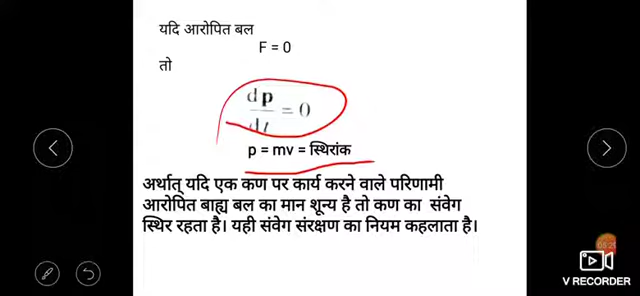 यदि आरोपित बल
F = 0
तो
dp/dt = 0
p = mv = स्थिरांक
अर्थात् यदि एक कण पर कार्य करने वाले परिणामी
आरोपित बाह्य बल का मान शून्य है तो कण का संवेग
स्थिर रहता है। यही संवेग संरक्षण का नियम कहलाता है।
V RECORDER